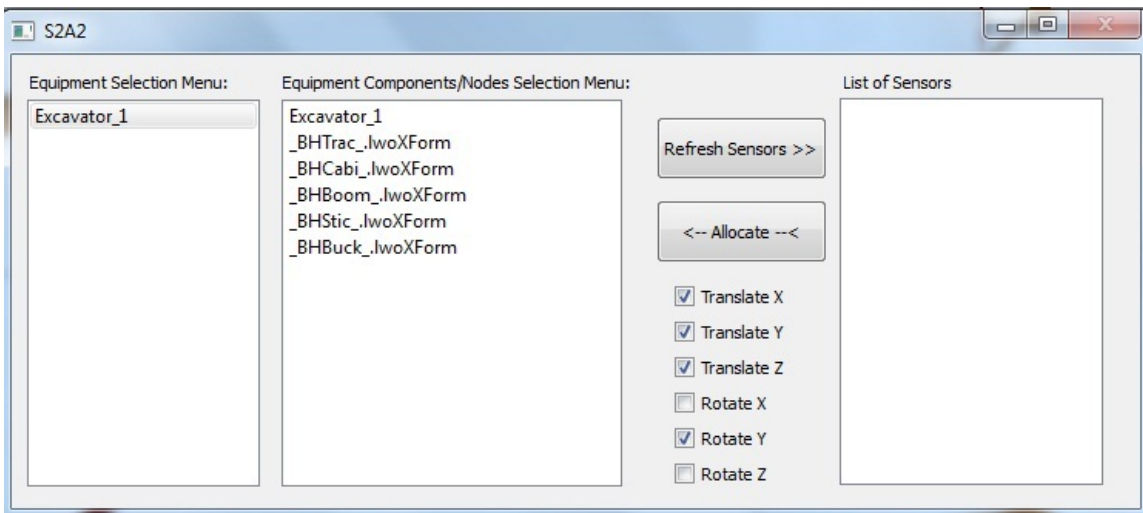 S2A2
Equipment Selection Menu:
Excavator_1
Equipment Components/Nodes Selection Menu:
Excavator_1
_BHTrac_.lwoXForm
_BHCabi_.lwoXForm
_BHBoom_.lwoXForm
_BHStic_.lwoXForm
_BHBuck_.lwoXForm
Refresh Sensors >>
<-- Allocate --<
Translate X
Translate Y
Translate Z
Rotate X
Rotate Y
Rotate Z
List of Sensors